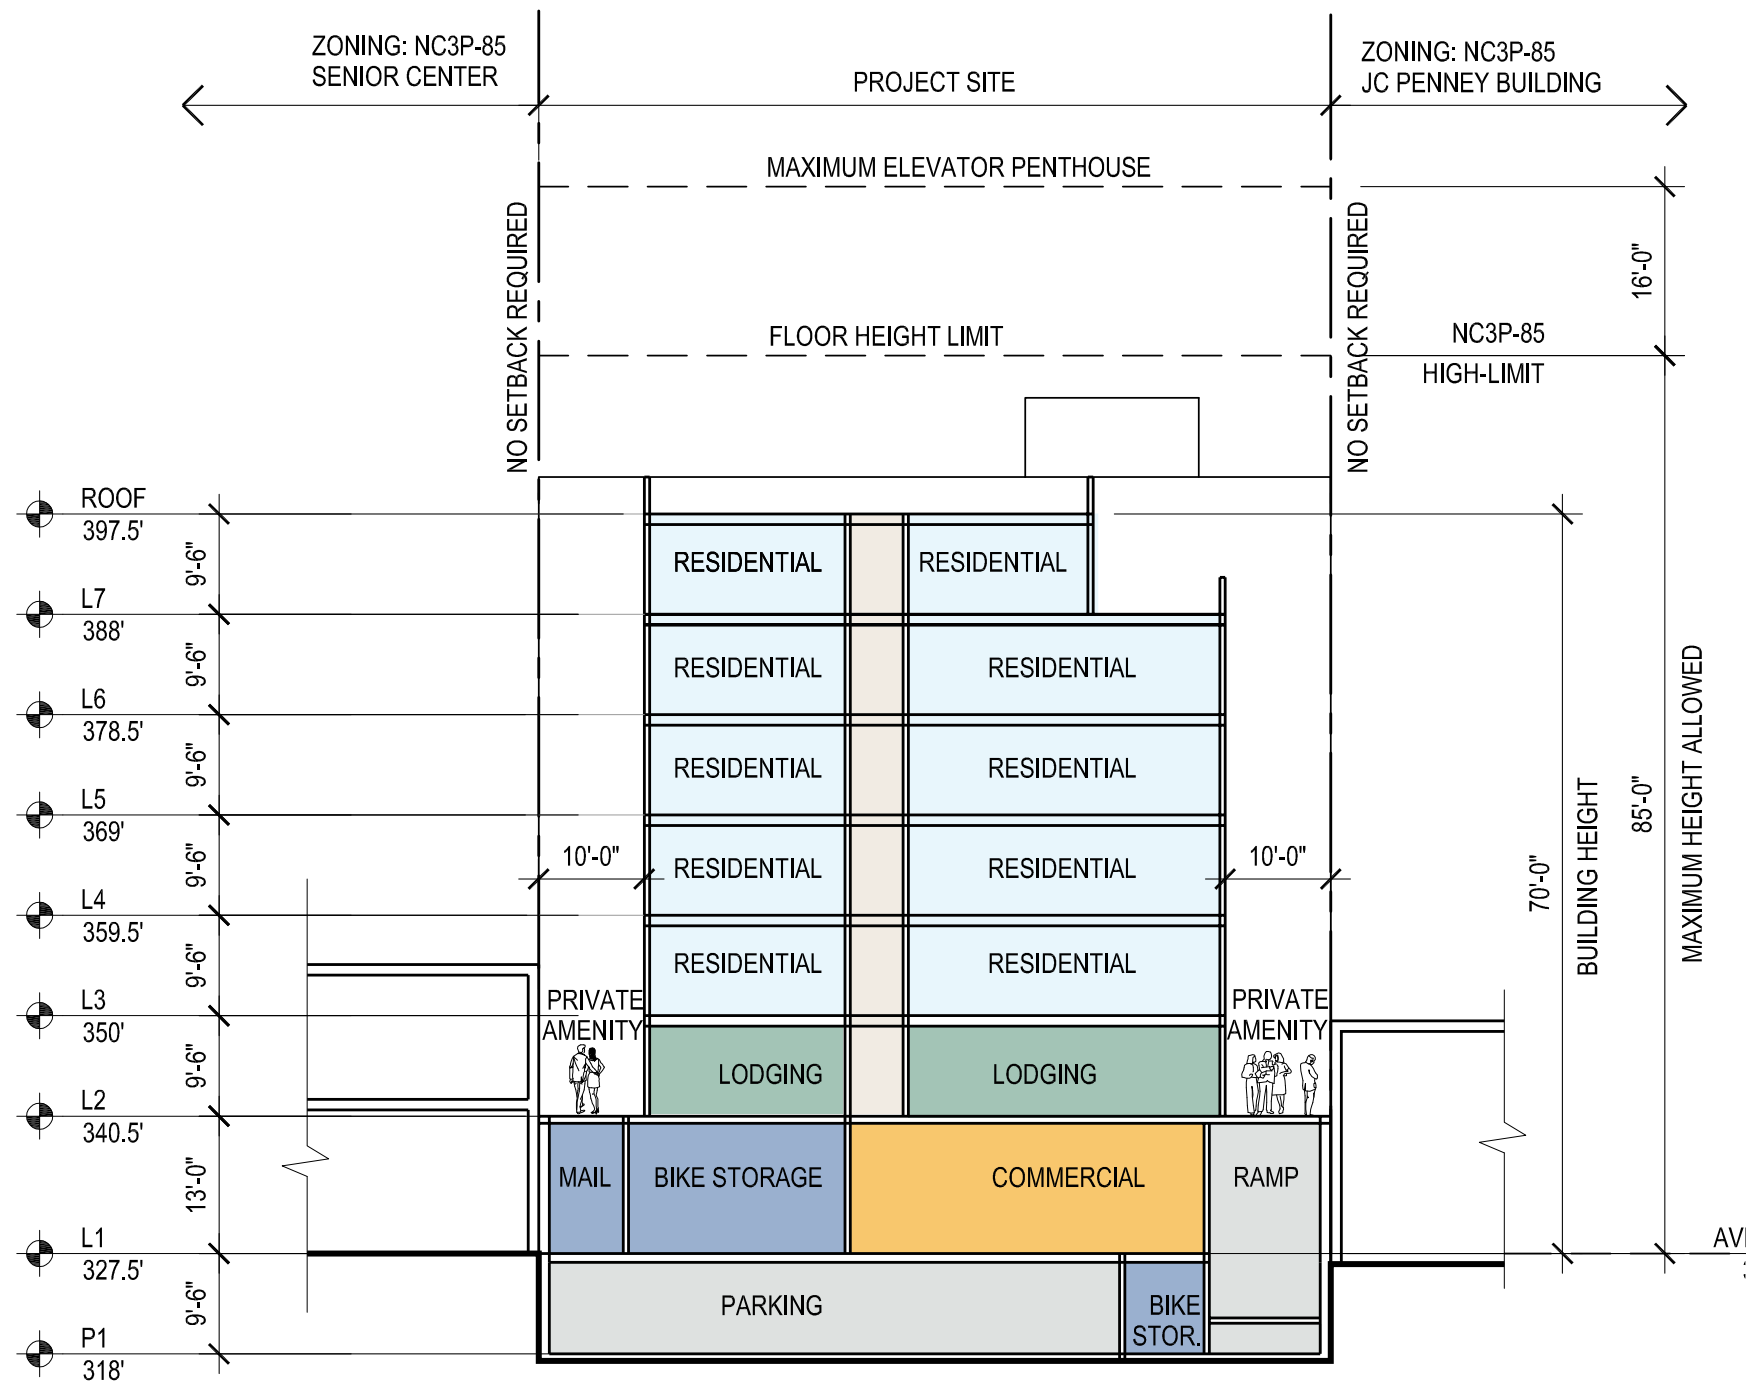 ZONING: NC3P-85
SENIOR CENTER
PROJECT SITE
ZONING: NC3P-85
JC PENNEY BUILDING
MAXIMUM ELEVATOR PENTHOUSE
NO SETBACK REQUIRED
NO SETBACK REQUIRED
16'-0"
FLOOR HEIGHT LIMIT
NC3P-85
HIGH-LIMIT
ROOF
397.5'
9'-6"
RESIDENTIAL
RESIDENTIAL
L7
388'
9'-6"
RESIDENTIAL
RESIDENTIAL
L6
378.5'
9'-6"
RESIDENTIAL
RESIDENTIAL
L5
369'
9'-6"
10'-0"
RESIDENTIAL
RESIDENTIAL
10'-0"
70'-0"
BUILDING HEIGHT
85'-0"
MAXIMUM HEIGHT ALLOWED
L4
359.5'
9'-6"
RESIDENTIAL
RESIDENTIAL
L3
350'
PRIVATE
AMENITY
PRIVATE
AMENITY
9'-6"
LODGING
LODGING
L2
340.5'
13'-0"
MAIL
BIKE STORAGE
COMMERCIAL
RAMP
L1
327.5'
9'-6"
PARKING
BIKE
STOR.
P1
318'